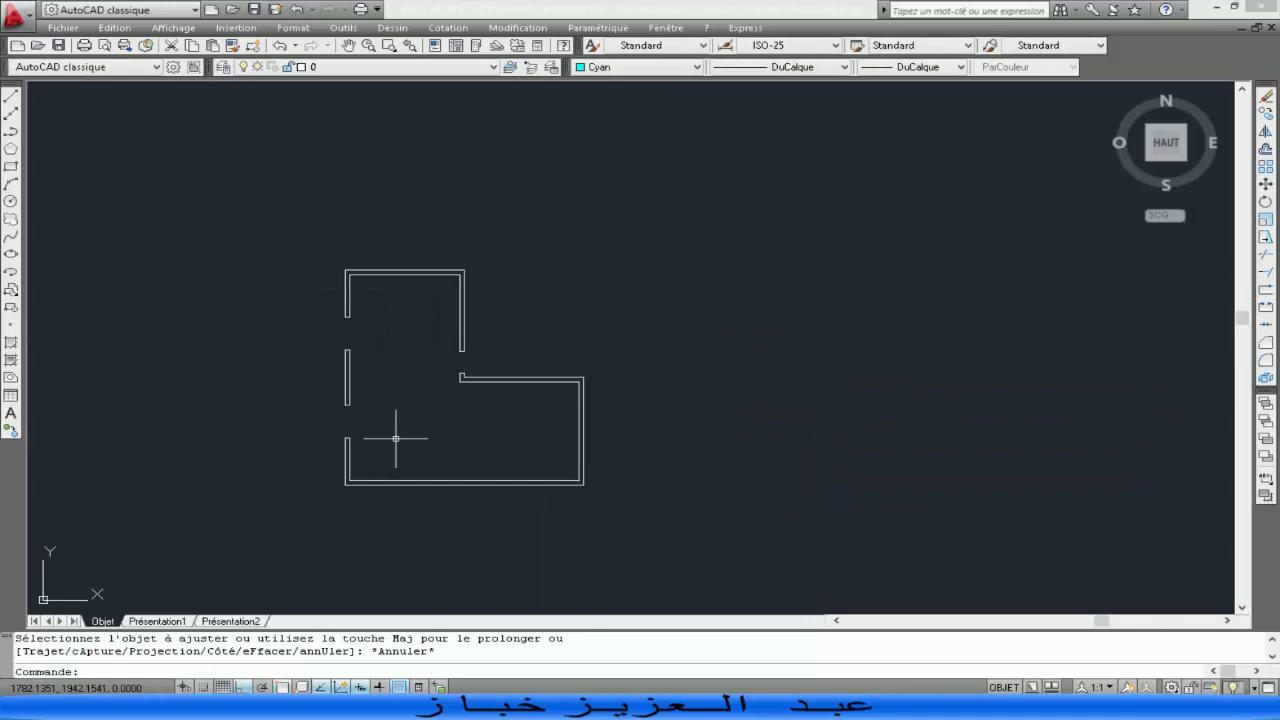 AutoCAD classique
Tapez un mot-clé ou une expression
Fichier Edition Affichage Insertion Format Outils Dessin Cotation Modification Paramétrique Fenêtre ? Express
Standard ISO-25 Standard Standard
AutoCAD classique 0 Cyan DuCalque DuCalque ParCouleur
N
O HAUT E
S
SCG
Y
X
Objet Présentation1 Présentation2
Sélectionnez l'objet à ajuster ou utilisez la touche Maj pour le prolonger ou
[Trajet/cApture/Projection/Côté/eFfacer/annUler]: *Annuler*
Commande:
1782.1351, 1942.1541, 0.0000 OBJET 1:1
عبد العزيز خباز